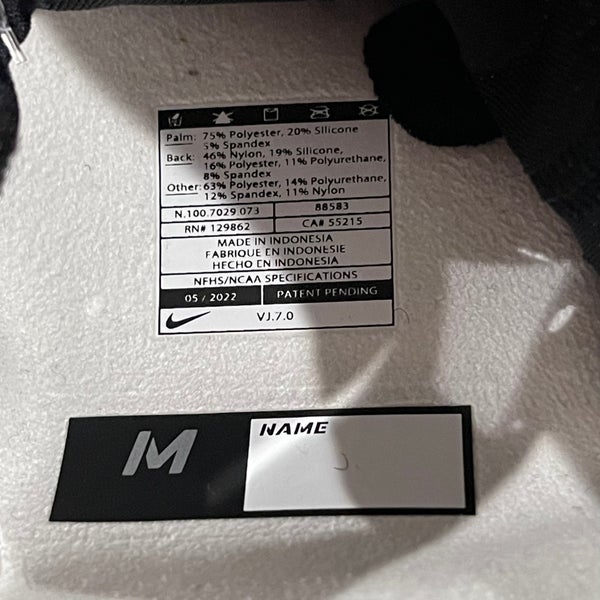 Palm: 75% Polyester, 20% Silicone
5% Spandex
Back: 46% Nylon, 19% Silicone,
16% Polyester, 11% Polyurethane,
8% Spandex
Other: 63% Polyester, 14% Polyurethane,
12% Spandex, 11% Nylon
N.100.7029.073 88583
RN# 129862 CA# 55215
MADE IN INDONESIA
FABRIQUE EN INDONESIE
HECHO EN INDONESIA
NFHS/NCAA SPECIFICATIONS
05 / 2022 PATENT PENDING
VJ.7.0
M NAME